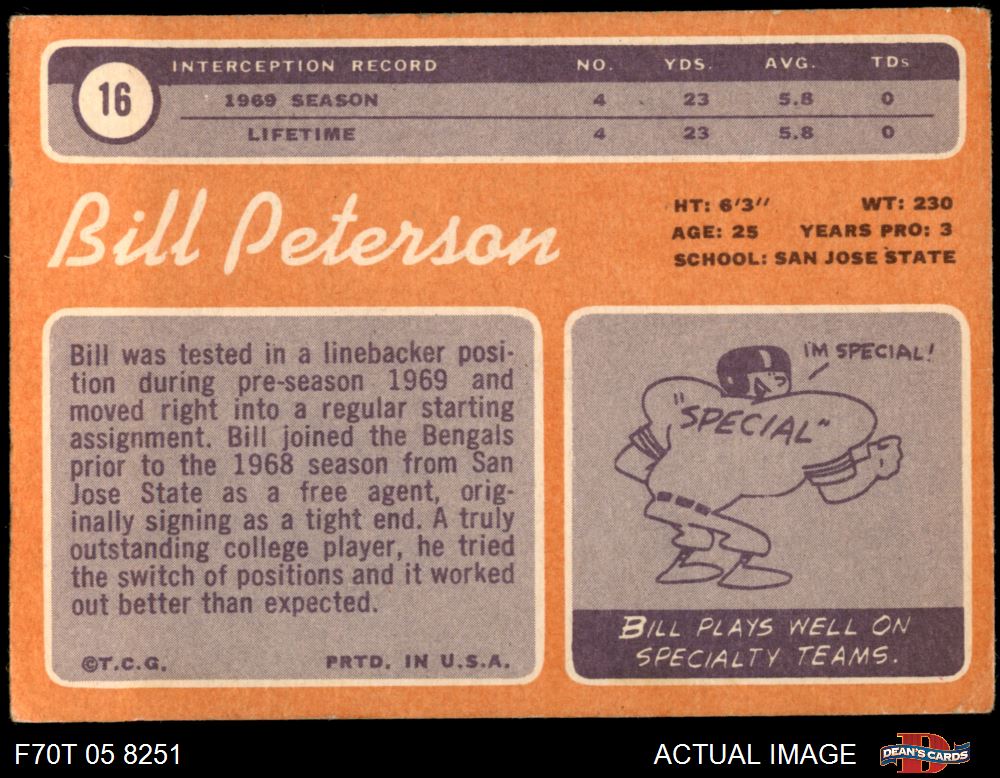 16
INTERCEPTION RECORD NO. YDS. AVG. TDs
1969 SEASON 4 23 5.8 0
LIFETIME 4 23 5.8 0
Bill Peterson
HT: 6'3" WT: 230
AGE: 25 YEARS PRO: 3
SCHOOL: SAN JOSE STATE
Bill was tested in a linebacker posi-
tion during pre-season 1969 and
moved right into a regular starting
assignment. Bill joined the Bengals
prior to the 1968 season from San
Jose State as a free agent, orig-
inally signing as a tight end. A truly
outstanding college player, he tried
the switch of positions and it worked
out better than expected.
©T.C.G. PRTD. IN U.S.A.
I'M SPECIAL!
"SPECIAL"
BILL PLAYS WELL ON
SPECIALTY TEAMS.
F70T 05 8251 ACTUAL IMAGE
D
DEAN'S CARDS